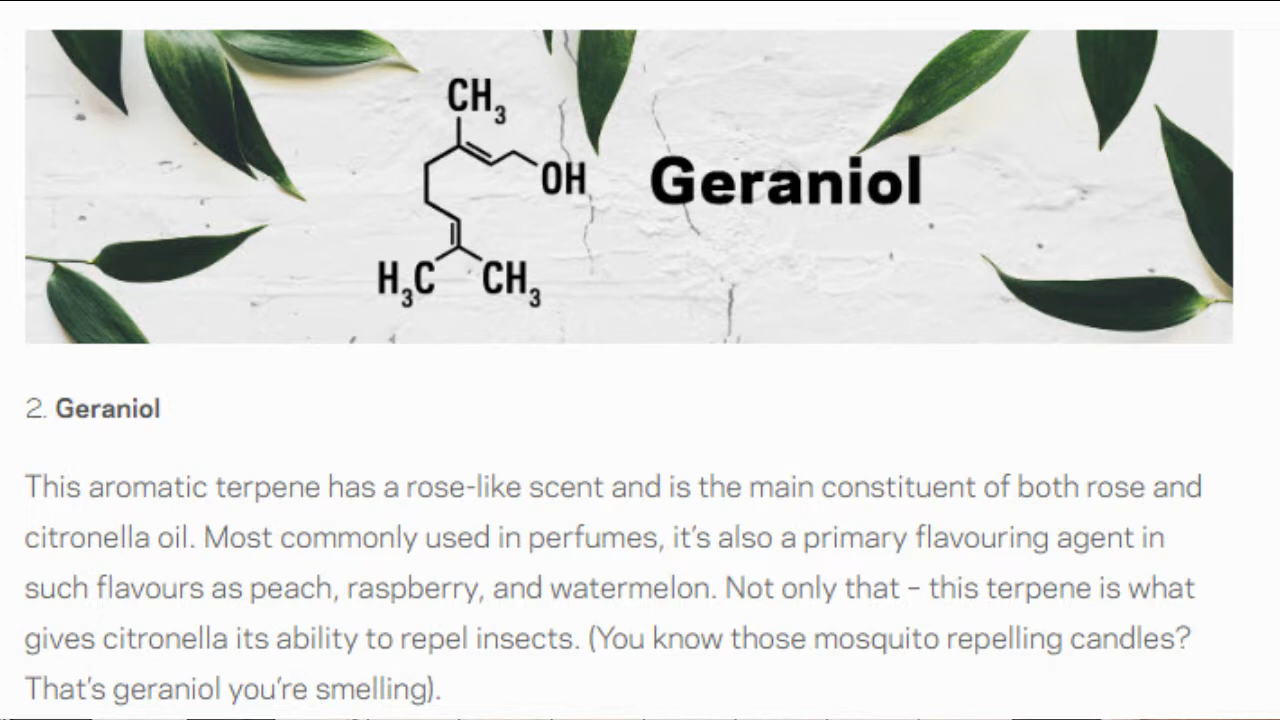 CH3
OH
Geraniol
H3C CH3
2. Geraniol
This aromatic terpene has a rose-like scent and is the main constituent of both rose and
citronella oil. Most commonly used in perfumes, it's also a primary flavouring agent in
such flavours as peach, raspberry, and watermelon. Not only that – this terpene is what
gives citronella its ability to repel insects. (You know those mosquito repelling candles?
That's geraniol you're smelling).